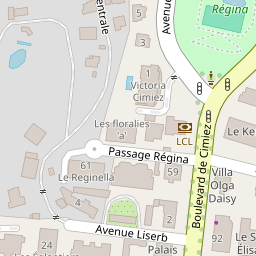 Régina
Avenue
centrale
5
3
1
Victoria
Cimiez
Les floralies
'a'
4
LCL
Le Ke
Passage Régina
61
Le Reginella
59
Villa
Olga
Daisy
Boulevard de Cimiez
Avenue Liserb
Palais
92
Le S
Élisa